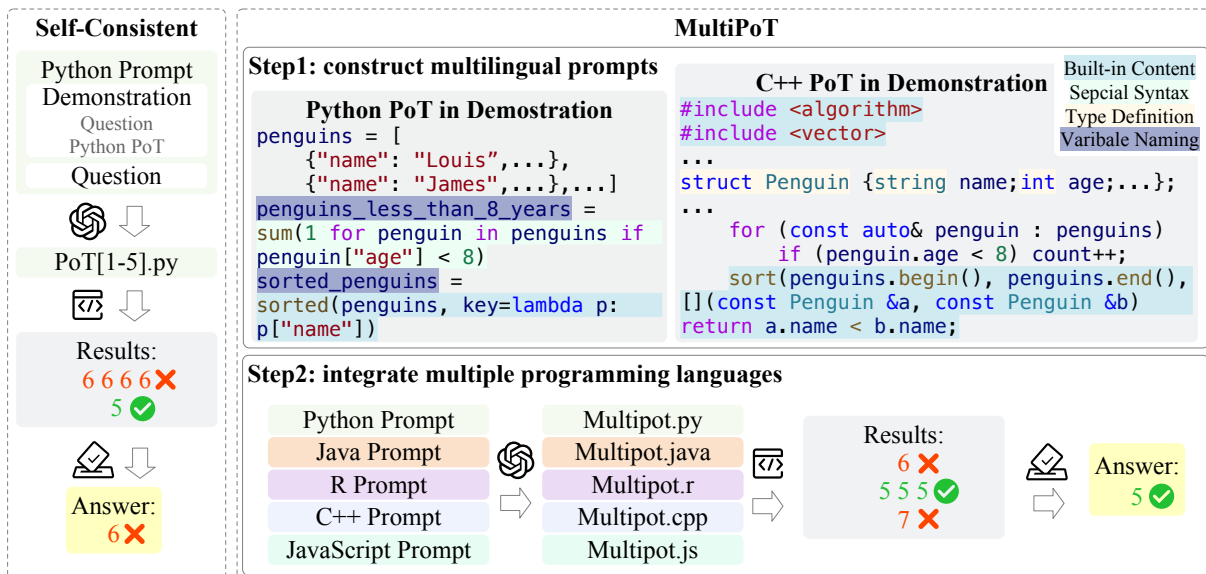 Self-Consistent
Python Prompt
Demonstration
Question
Python PoT
Question
PoT[1-5].py
Results:
6 6 6 6
5
Answer:
6
MultiPoT
Step1: construct multilingual prompts
Python PoT in Demostration
penguins = [
{"name": "Louis”,...},
{"name": "James",...},...]
penguins_less_than_8_years =
sum(1 for penguin in penguins if
penguin["age"] < 8)
sorted_penguins =
sorted(penguins, key=lambda p:
p["name"])
C++ PoT in Demonstration
#include <algorithm>
#include <vector>
...
struct Penguin {string name;int age;...};
...
for (const auto& penguin : penguins)
if (penguin.age < 8) count++;
sort(penguins.begin(), penguins.end(),
[](const Penguin &a, const Penguin &b)
return a.name < b.name;
Built-in Content
Sepcial Syntax
Type Definition
Varibale Naming
Step2: integrate multiple programming languages
Python Prompt
Java Prompt
R Prompt
C++ Prompt
JavaScript Prompt
Multipot.py
Multipot.java
Multipot.r
Multipot.cpp
Multipot.js
Results:
6
5 5 5
7
Answer:
5